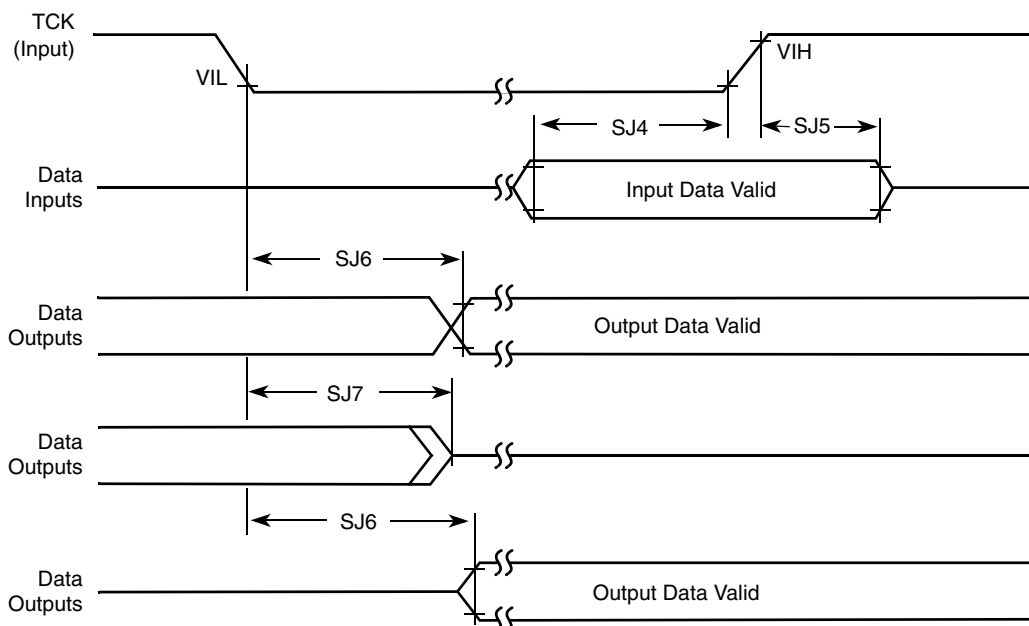 TCK
(Input)
VIL
VIH
SJ4
SJ5
Data
Inputs
Input Data Valid
SJ6
Data
Outputs
Output Data Valid
SJ7
Data
Outputs
SJ6
Data
Outputs
Output Data Valid